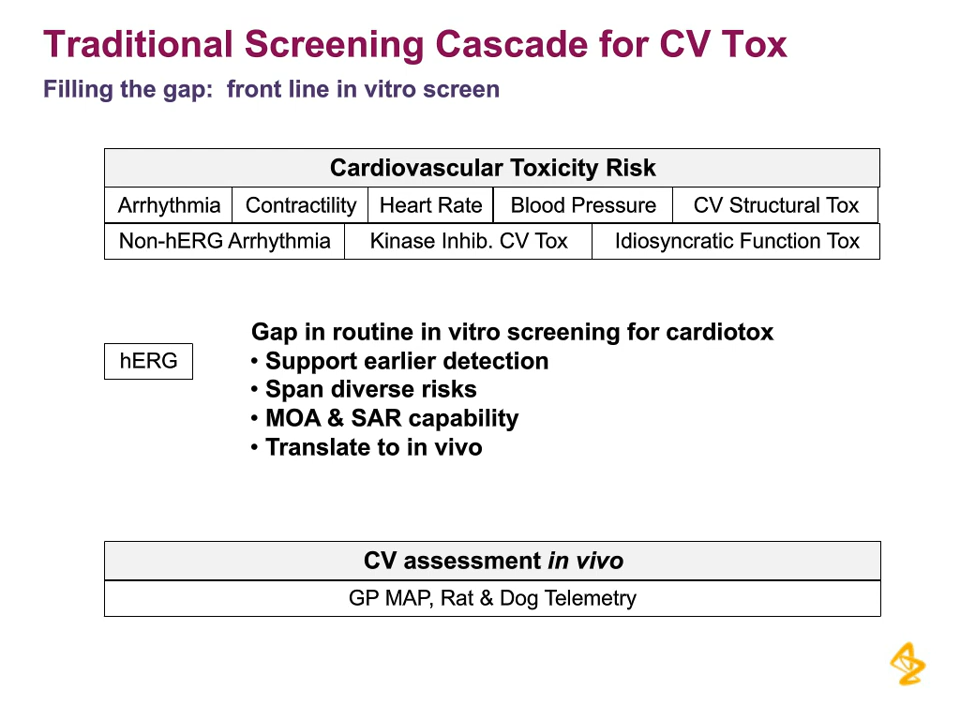 Traditional Screening Cascade for CV Tox
Filling the gap: front line in vitro screen
Cardiovascular Toxicity Risk
Arrhythmia Contractility Heart Rate Blood Pressure CV Structural Tox
Non-hERG Arrhythmia Kinase Inhib. CV Tox Idiosyncratic Function Tox
hERG
Gap in routine in vitro screening for cardiotox
• Support earlier detection
• Span diverse risks
• MOA & SAR capability
• Translate to in vivo
CV assessment in vivo
GP MAP, Rat & Dog Telemetry